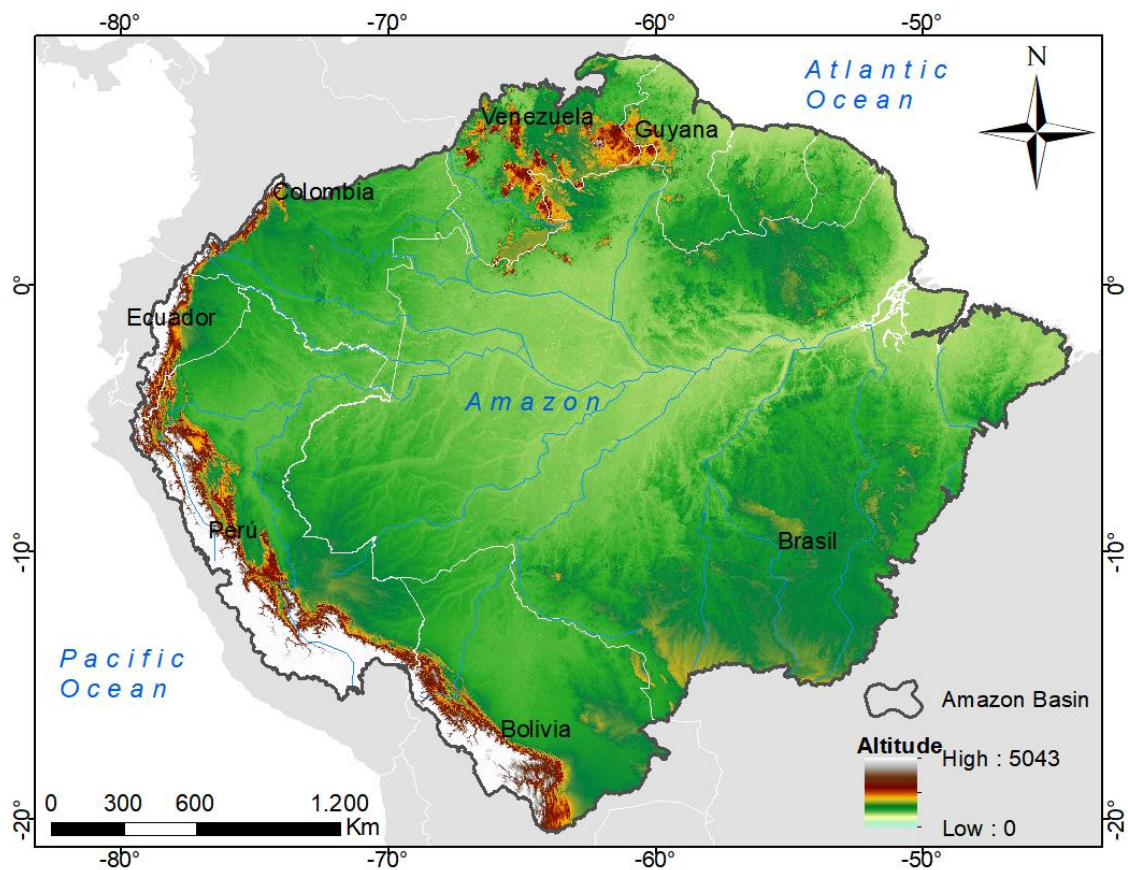 -80°
-70°
-60°
-50°
Atlantic
Ocean
N
Venezuela
Guyana
Colombia
0°
0°
Ecuador
Amazon
Perú
Brasil
-10°
-10°
Pacific
Ocean
Bolivia
Amazon Basin
Altitude
High : 5043
Low : 0
0
300
600
1.200
Km
-20°
-20°
-80°
-70°
-60°
-50°